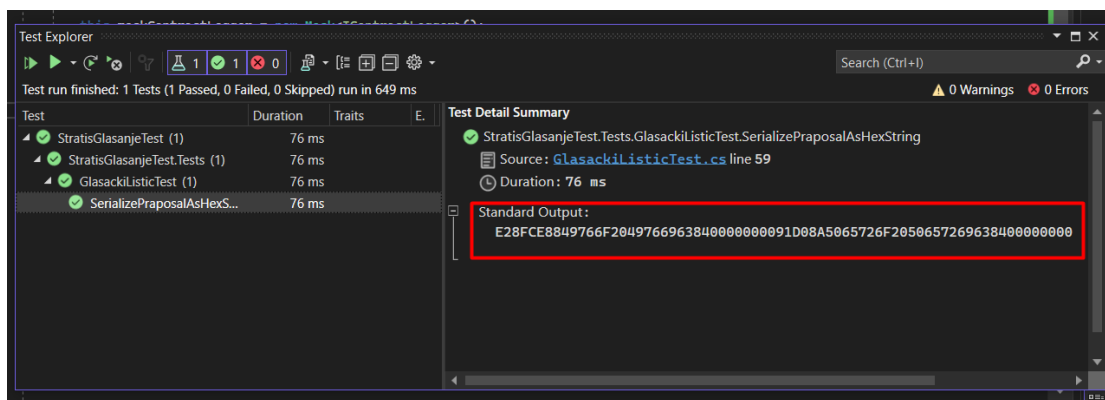 Test Explorer
1
1
0
Search (Ctrl+I)
Test run finished: 1 Tests (1 Passed, 0 Failed, 0 Skipped) run in 649 ms
0 Warnings
0 Errors
Test Duration Traits E.
StratisGlasanjeTest (1) 76 ms
StratisGlasanjeTest.Tests (1) 76 ms
GlasackiListicTest (1) 76 ms
SerializePraposalAsHexS... 76 ms
Test Detail Summary
StratisGlasanjeTest.Tests.GlasackiListicTest.SerializePraposalAsHexString
Source: GlasackiListicTest.cs line 59
Duration: 76 ms
Standard Output:
E28FCE8849766F2049766963840000000091D08A5065726F205065726963840000000​0